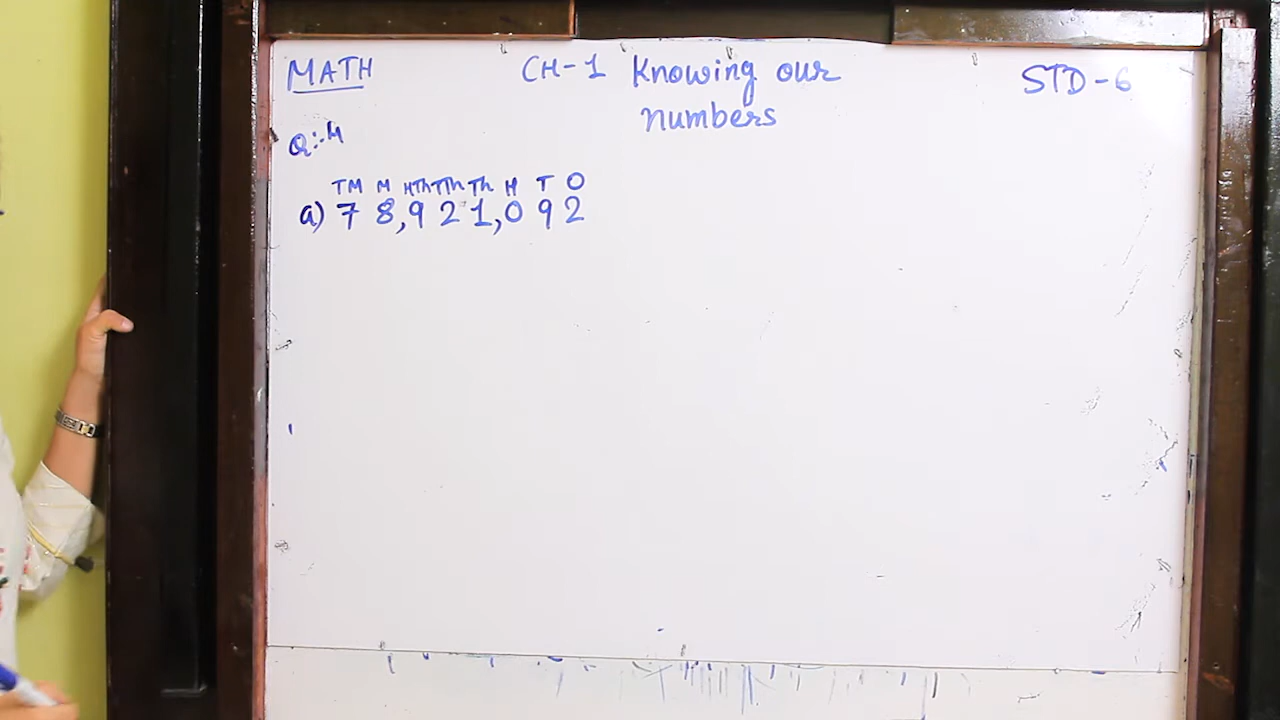 MATH CH-1 Knowing our STD-6
numbers
Q:-4
TM M HTh TTh Th H T O
a) 7 8,9 2 1,0 9 2